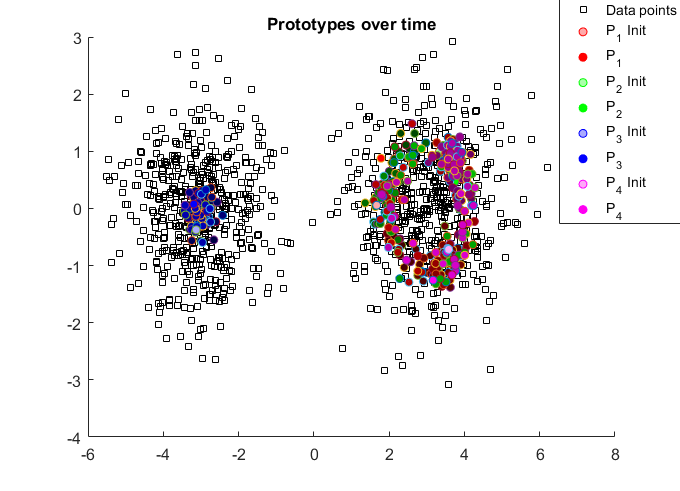 Prototypes over time
Data points
P1 Init
P1
P2 Init
P2
P3 Init
P3
P4 Init
P4
3
2
1
0
-1
-2
-3
-4
-6
-4
-2
0
2
4
6
8